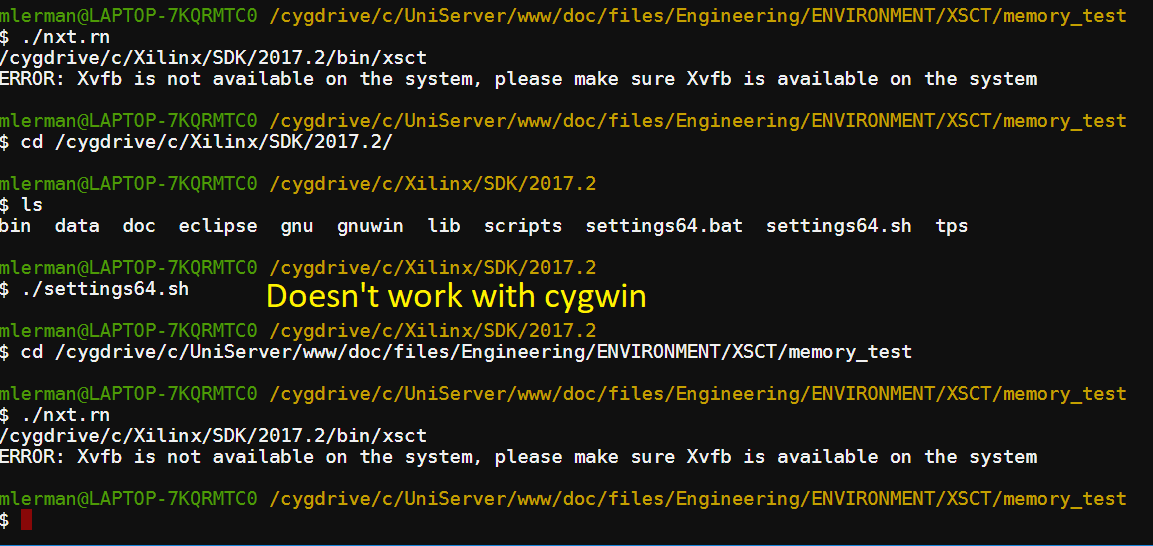 mlerman@LAPTOP-7KQRMTC0 /cygdrive/c/UniServer/www/doc/files/Engineering/ENVIRONMENT/XSCT/memory_test
$ ./nxt.rn
/cygdrive/c/Xilinx/SDK/2017.2/bin/xsct
ERROR: Xvfb is not available on the system, please make sure Xvfb is available on the system
mlerman@LAPTOP-7KQRMTC0 /cygdrive/c/UniServer/www/doc/files/Engineering/ENVIRONMENT/XSCT/memory_test
$ cd /cygdrive/c/Xilinx/SDK/2017.2/
mlerman@LAPTOP-7KQRMTC0 /cygdrive/c/Xilinx/SDK/2017.2
$ ls
bin data doc eclipse gnu gnuwin lib scripts settings64.bat settings64.sh tps
mlerman@LAPTOP-7KQRMTC0 /cygdrive/c/Xilinx/SDK/2017.2
$ ./settings64.sh
Doesn't work with cygwin
mlerman@LAPTOP-7KQRMTC0 /cygdrive/c/Xilinx/SDK/2017.2
$ cd /cygdrive/c/UniServer/www/doc/files/Engineering/ENVIRONMENT/XSCT/memory_test
mlerman@LAPTOP-7KQRMTC0 /cygdrive/c/UniServer/www/doc/files/Engineering/ENVIRONMENT/XSCT/memory_test
$ ./nxt.rn
/cygdrive/c/Xilinx/SDK/2017.2/bin/xsct
ERROR: Xvfb is not available on the system, please make sure Xvfb is available on the system
mlerman@LAPTOP-7KQRMTC0 /cygdrive/c/UniServer/www/doc/files/Engineering/ENVIRONMENT/XSCT/memory_test
$